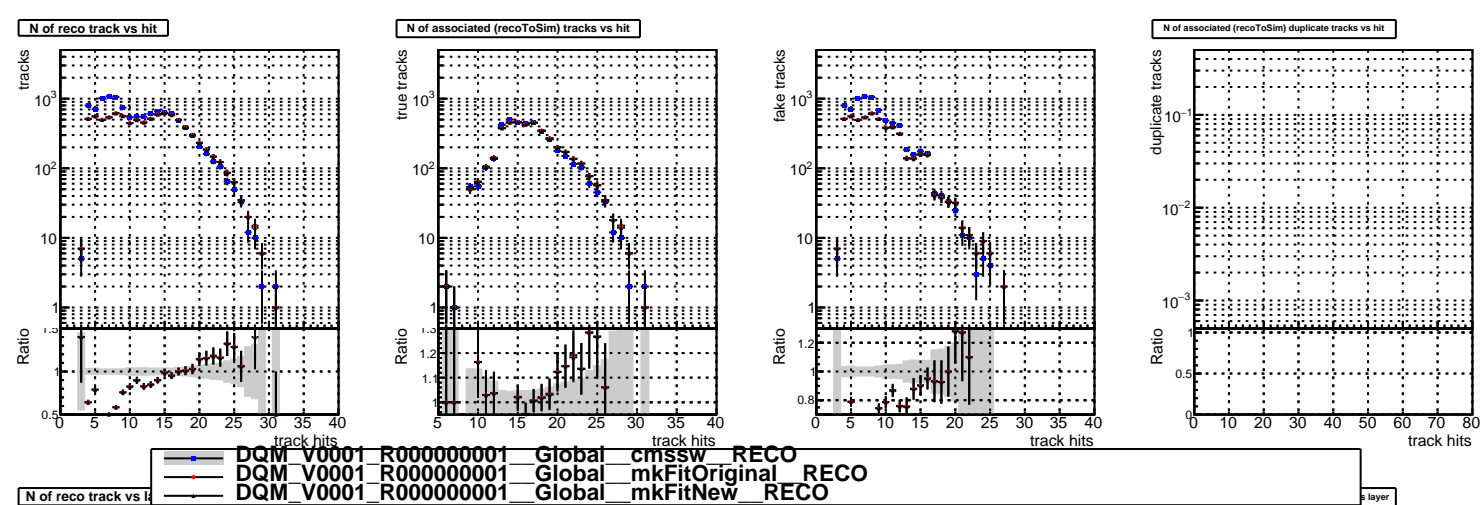 N of reco track vs hit
N of associated (recoToSim) tracks vs hit
N of associated (recoToSim) duplicate tracks vs hit
tracks
10³
10²
10
1
Ratio
1.5
1
0.5
0 5 10 15 20 25 30 35 40
track hits
true tracks
10³
10²
10
1
Ratio
1.3
1.2
1.1
1
5 10 15 20 25 30 35 40
track hits
fake tracks
10³
10²
10
1
Ratio
1.2
1
0.8
0 5 10 15 20 25 30 35 40
track hits
duplicate tracks
10⁻¹
10⁻²
10⁻³
Ratio
1
0.5
0
0 10 20 30 40 50 60 70 80
track hits
DQM_V0001_R000000001__Global__cmssw__RECO
DQM_V0001_R000000001__Global__mkFitOriginal__RECO
DQM_V0001_R000000001__Global__mkFitNew__RECO
N of reco track vs la
s layer